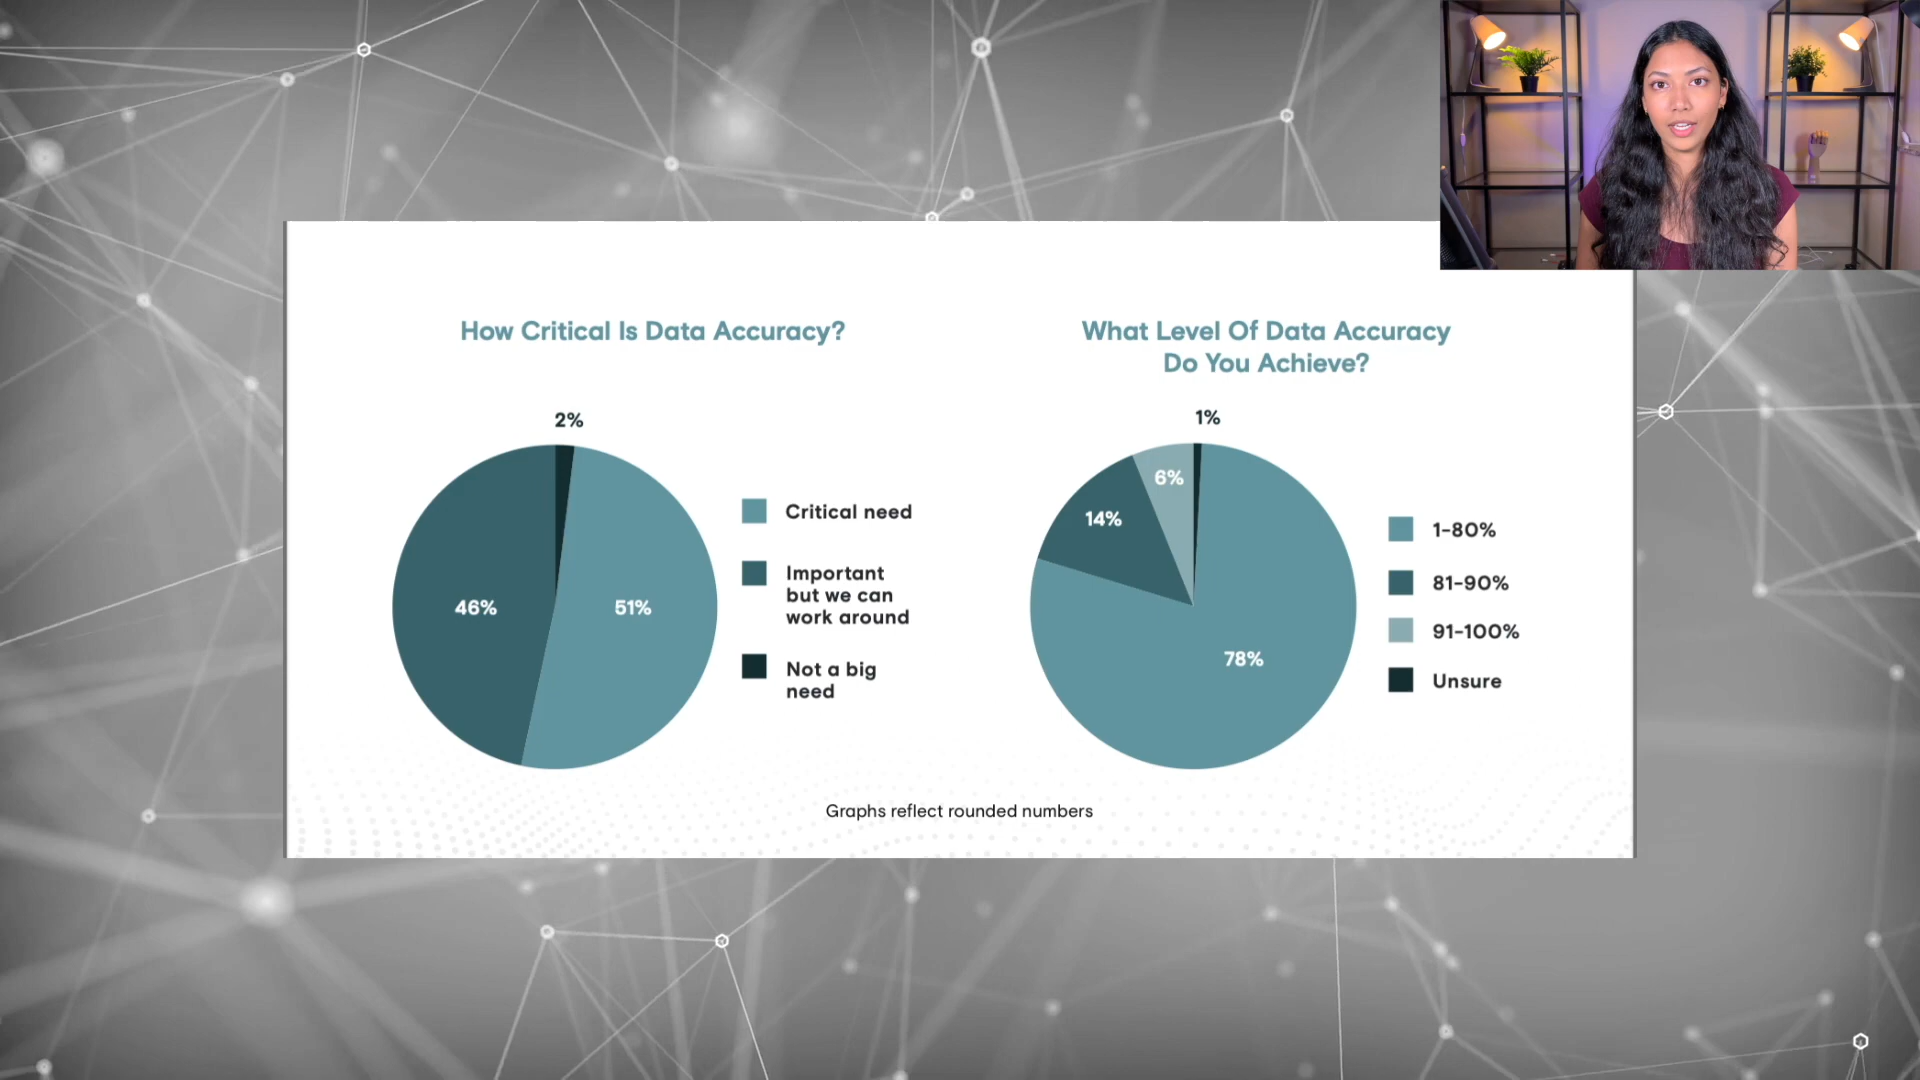 How Critical Is Data Accuracy?
2%
46%
51%
Critical need
Important
but we can
work around
Not a big
need
What Level Of Data Accuracy
Do You Achieve?
1%
6%
14%
78%
1-80%
81-90%
91-100%
Unsure
Graphs reflect rounded numbers